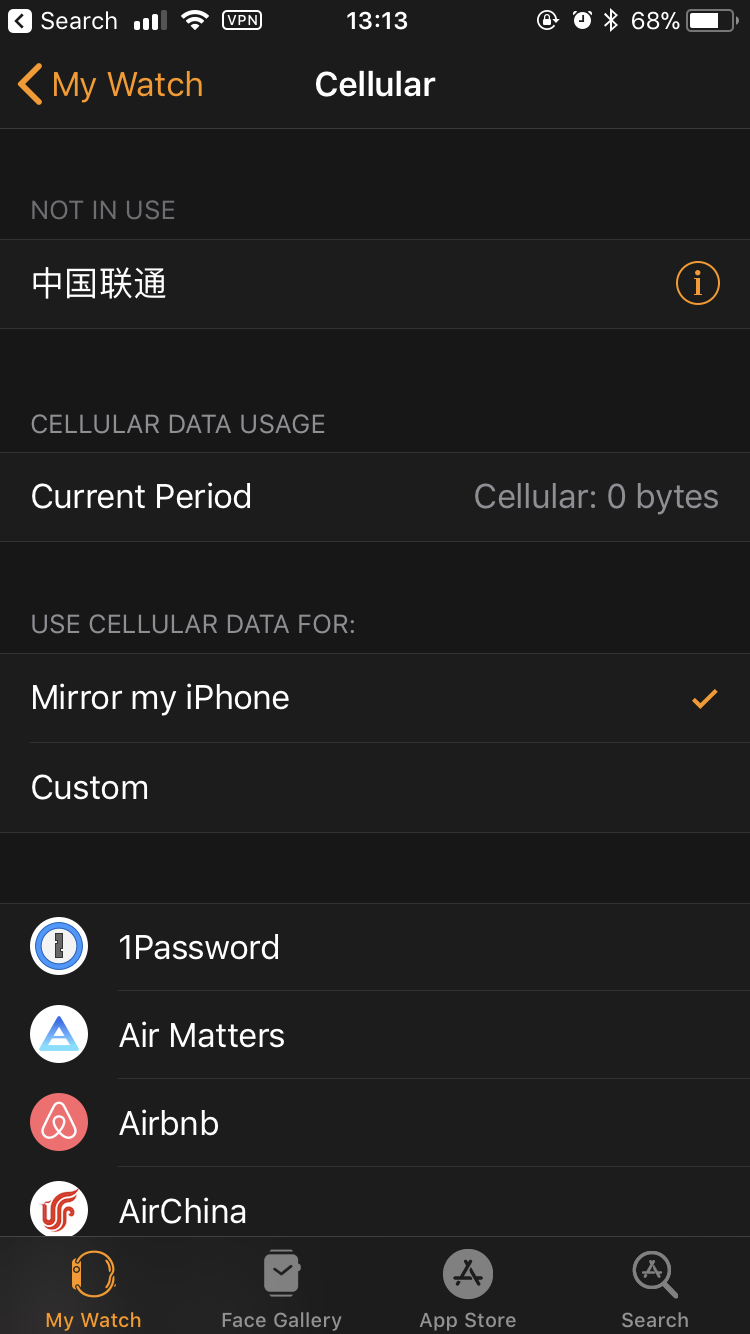 Search VPN 13:13 68%
My Watch Cellular
NOT IN USE
中国联通
CELLULAR DATA USAGE
Current Period Cellular: 0 bytes
USE CELLULAR DATA FOR:
Mirror my iPhone
Custom
1Password
Air Matters
Airbnb
AirChina
My Watch Face Gallery App Store Search